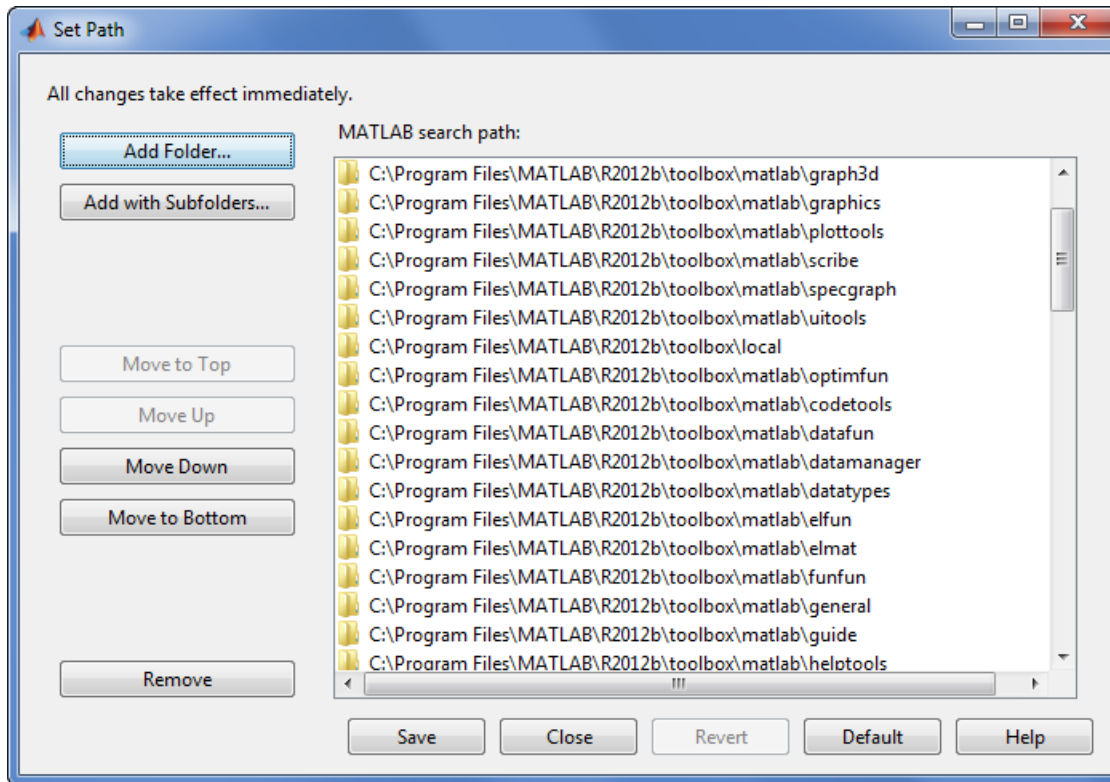 Set Path
All changes take effect immediately.
Add Folder...
Add with Subfolders...
Move to Top
Move Up
Move Down
Move to Bottom
Remove
MATLAB search path:
C:\Program Files\MATLAB\R2012b\toolbox\matlab\graph3d
C:\Program Files\MATLAB\R2012b\toolbox\matlab\graphics
C:\Program Files\MATLAB\R2012b\toolbox\matlab\plottools
C:\Program Files\MATLAB\R2012b\toolbox\matlab\scribe
C:\Program Files\MATLAB\R2012b\toolbox\matlab\specgraph
C:\Program Files\MATLAB\R2012b\toolbox\matlab\uitools
C:\Program Files\MATLAB\R2012b\toolbox\local
C:\Program Files\MATLAB\R2012b\toolbox\matlab\optimfun
C:\Program Files\MATLAB\R2012b\toolbox\matlab\codetools
C:\Program Files\MATLAB\R2012b\toolbox\matlab\datafun
C:\Program Files\MATLAB\R2012b\toolbox\matlab\datamanager
C:\Program Files\MATLAB\R2012b\toolbox\matlab\datatypes
C:\Program Files\MATLAB\R2012b\toolbox\matlab\elfun
C:\Program Files\MATLAB\R2012b\toolbox\matlab\elmat
C:\Program Files\MATLAB\R2012b\toolbox\matlab\funfun
C:\Program Files\MATLAB\R2012b\toolbox\matlab\general
C:\Program Files\MATLAB\R2012b\toolbox\matlab\guide
C:\Program Files\MATLAB\R2012b\toolbox\matlab\helptools
Save
Close
Revert
Default
Help